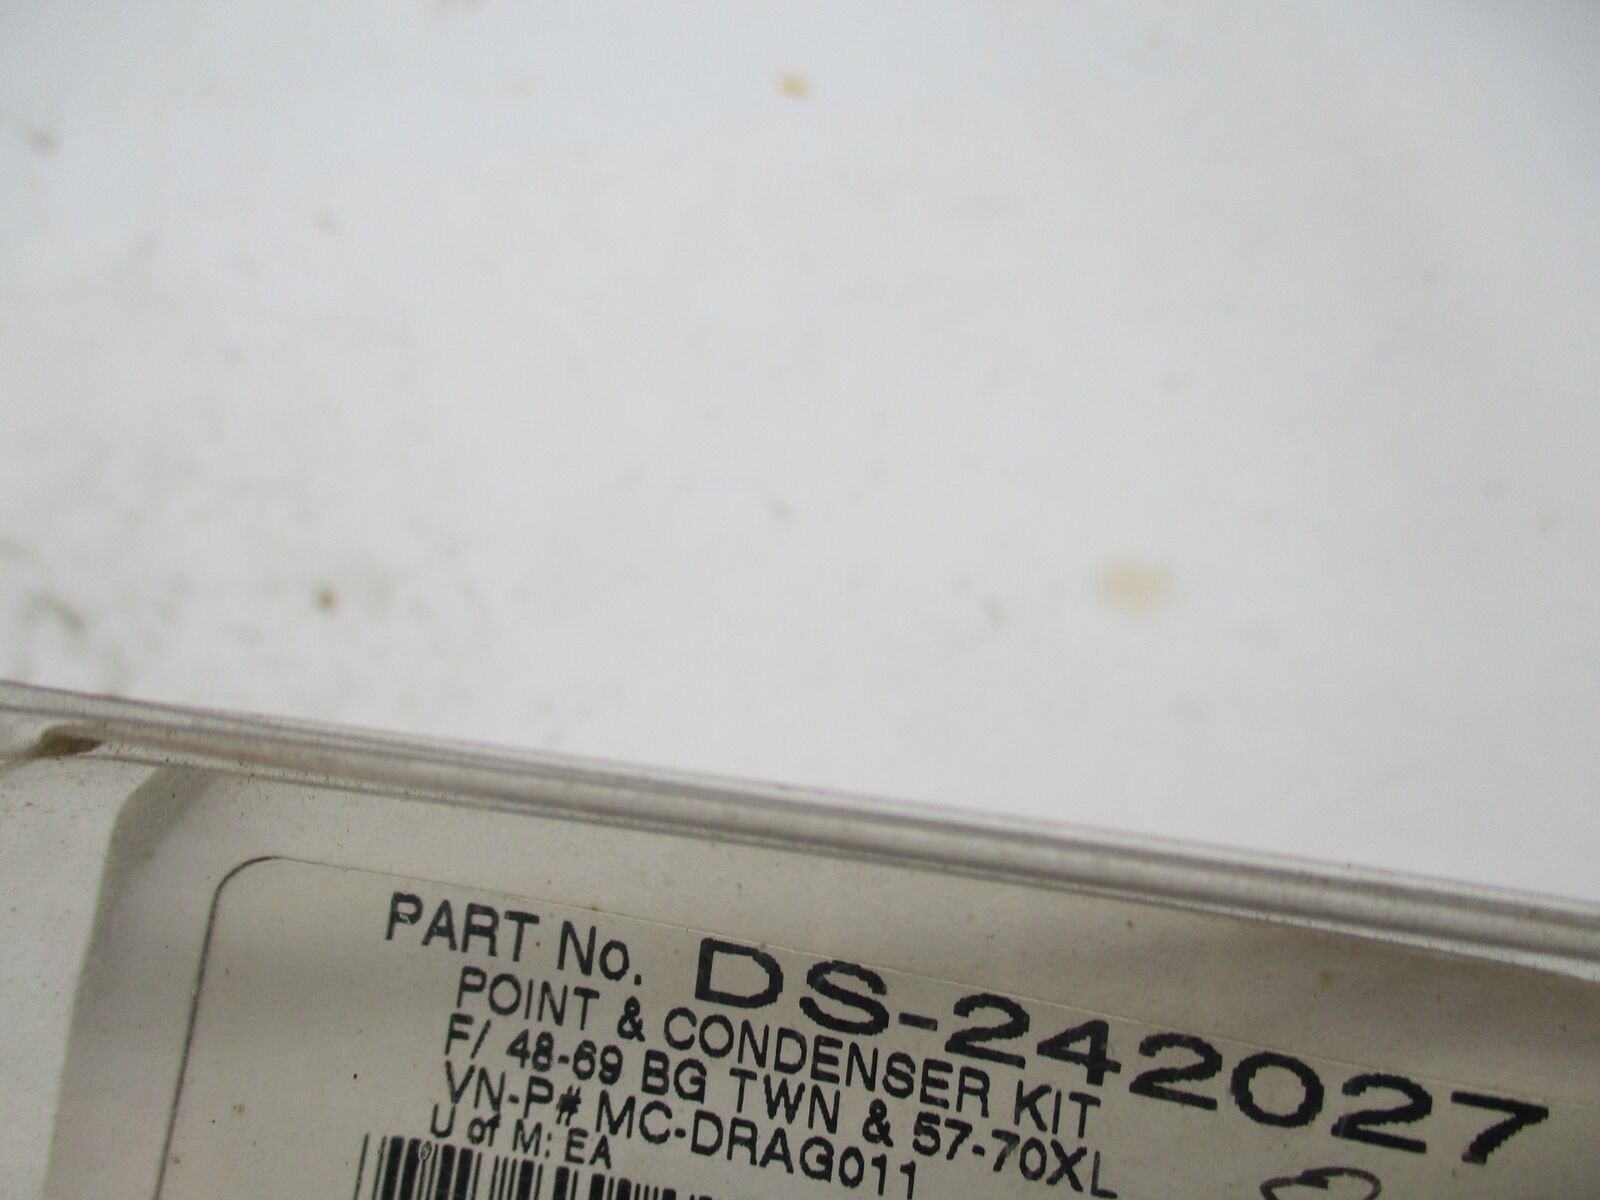 PART No. DS-242027
POINT & CONDENSER KIT
F/ 48-69 BG TWN & 57-70XL
VN-P# MC-DRAG011
U of M: EA